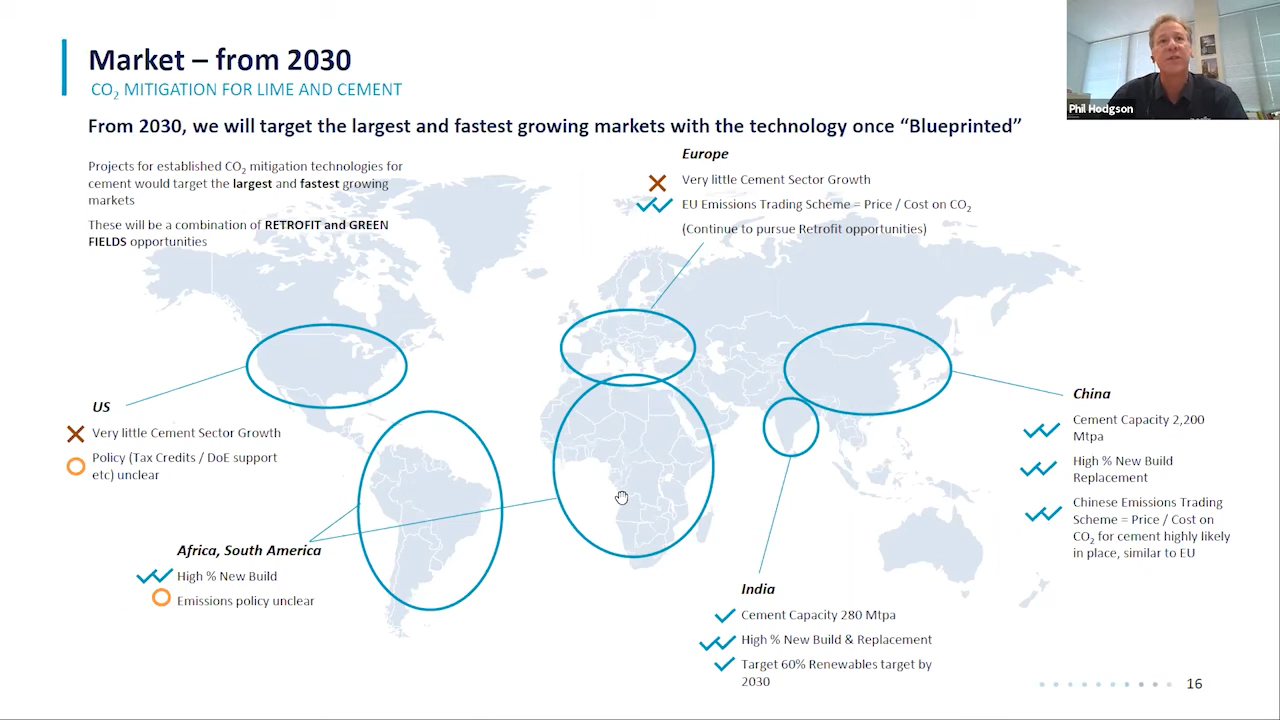 Market – from 2030
CO2 MITIGATION FOR LIME AND CEMENT
From 2030, we will target the largest and fastest growing markets with the technology once “Blueprinted”
Phil Hodgson
Projects for established CO2 mitigation technologies for
cement would target the largest and fastest growing
markets
These will be a combination of RETROFIT and GREEN
FIELDS opportunities
Europe
Very little Cement Sector Growth
EU Emissions Trading Scheme = Price / Cost on CO2
(Continue to pursue Retrofit opportunities)
US
Very little Cement Sector Growth
Policy (Tax Credits / DoE support
etc) unclear
China
Cement Capacity 2,200
Mtpa
High % New Build
Replacement
Chinese Emissions Trading
Scheme = Price / Cost on
CO2 for cement highly likely
in place, similar to EU
Africa, South America
High % New Build
Emissions policy unclear
India
Cement Capacity 280 Mtpa
High % New Build & Replacement
Target 60% Renewables target by
2030
16